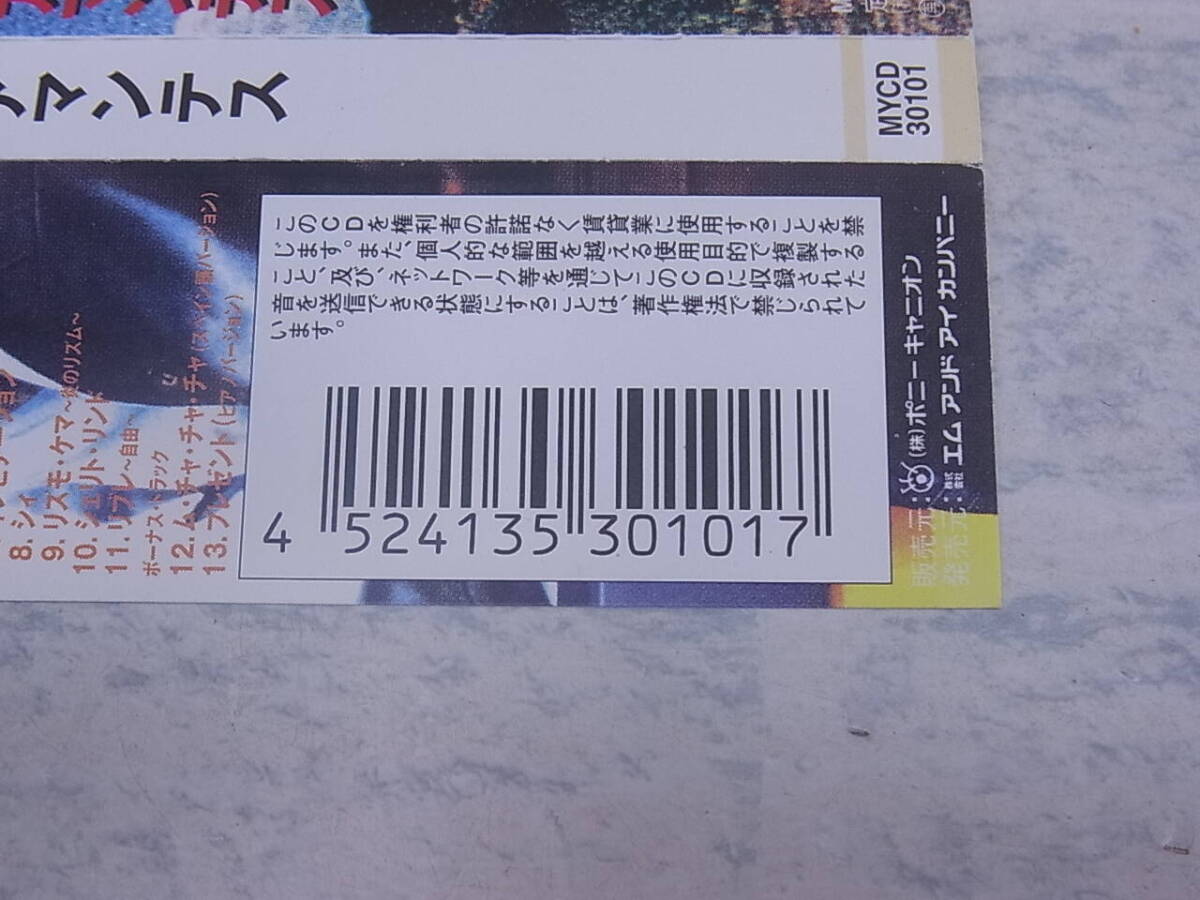 マンテス
MYCD
30101
8. シィ
9. リズモ・ケマ～炎のリズム～
10. ジュリト・リンド
11. リブレ～自由～
ボーナス・トラック
12. ム・チャ・チャ (スペイン語バージョン)
13. プレゼント (ピアノバージョン)
このCDを権利者の許諾なく賃貸業に使用することを禁
じます。また、個人的な範囲を越える使用目的で複製する
こと、及び、ネットワーク等を通じてこのCDに収録された
音を送信できる状態にすることは、著作権法で禁じられて
います。
4 524135 301017
販売元: (株)ポニーキャニオン
発売元: 株式会社 エム アンド アイ カンパニー